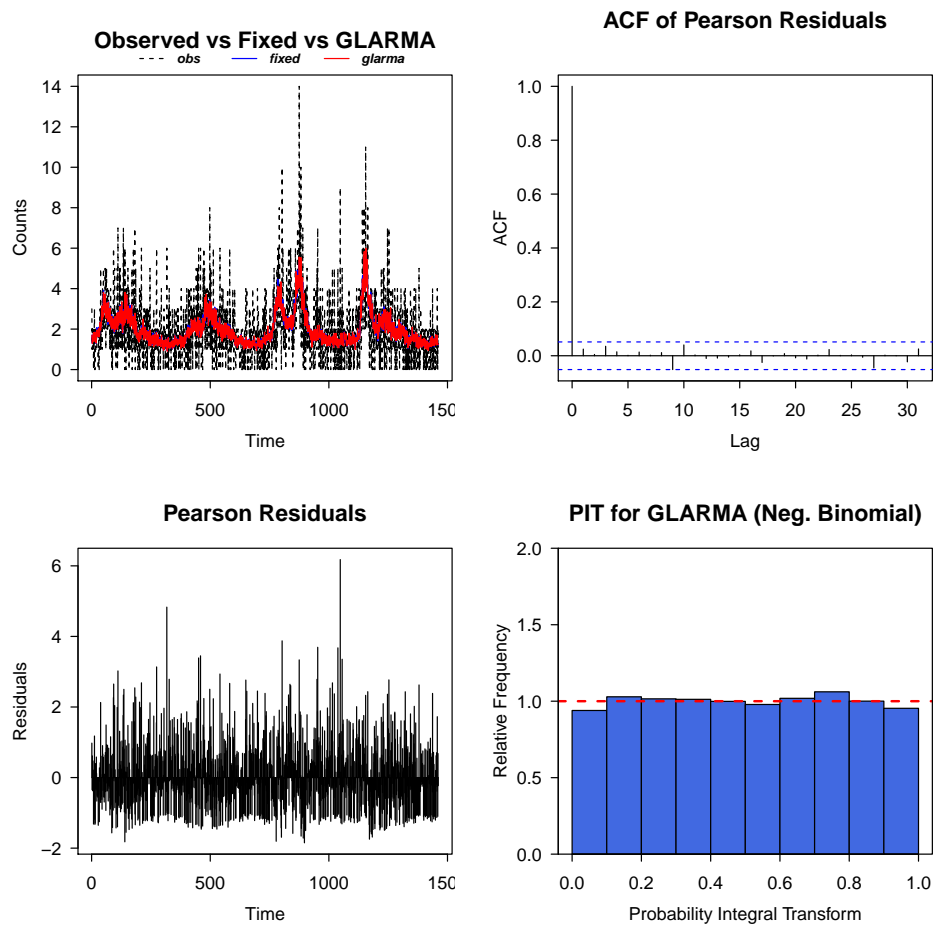 Observed vs Fixed vs GLARMA
obs fixed glarma
14
12
10
8
6
4
2
0
Counts
0 500 1000 150
Time
ACF of Pearson Residuals
1.0
0.8
0.6
0.4
0.2
0.0
ACF
0 5 10 15 20 25 30
Lag
Pearson Residuals
6
4
2
0
−2
Residuals
0 500 1000 150
Time
PIT for GLARMA (Neg. Binomial)
2.0
1.5
1.0
0.5
0.0
Relative Frequency
0.0 0.2 0.4 0.6 0.8 1.0
Probability Integral Transform